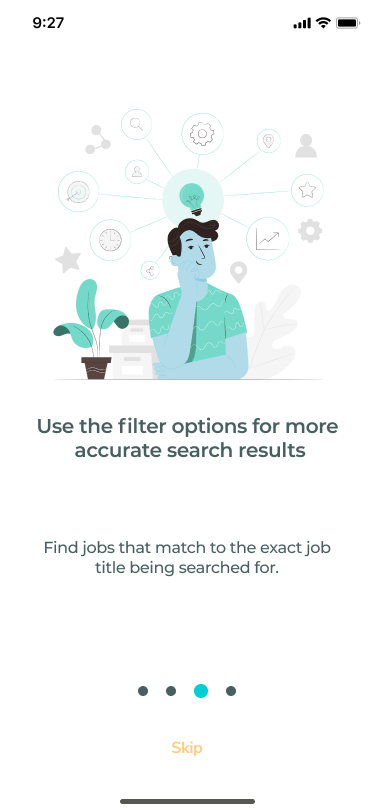 9:27
Use the filter options for more
accurate search results
Find jobs that match to the exact job
title being searched for.
Skip